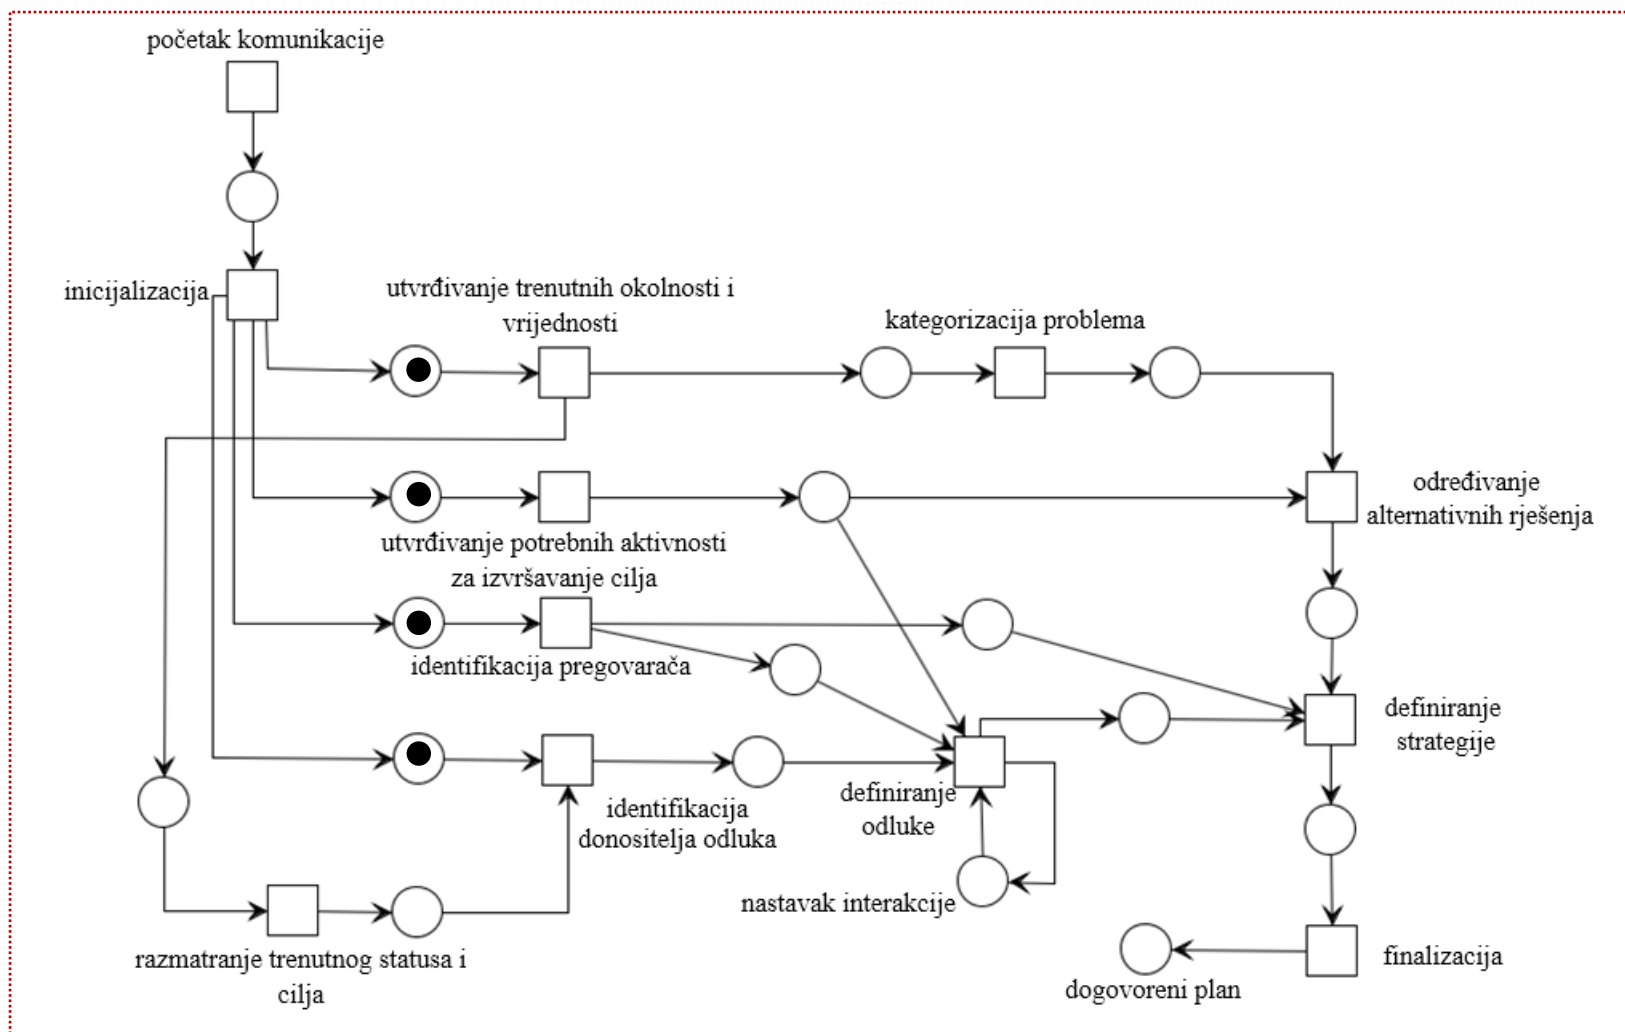 početak komunikacije
inicijalizacija
utvrđivanje trenutnih okolnosti i
vrijednosti
kategorizacija problema
određivanje
alternativnih rješenja
utvrđivanje potrebnih aktivnosti
za izvršavanje cilja
identifikacija pregovarača
definiranje
strategije
identifikacija
donositelja odluka
definiranje
odluke
nastavak interakcije
razmatranje trenutnog statusa i
cilja
finalizacija
dogovoreni plan